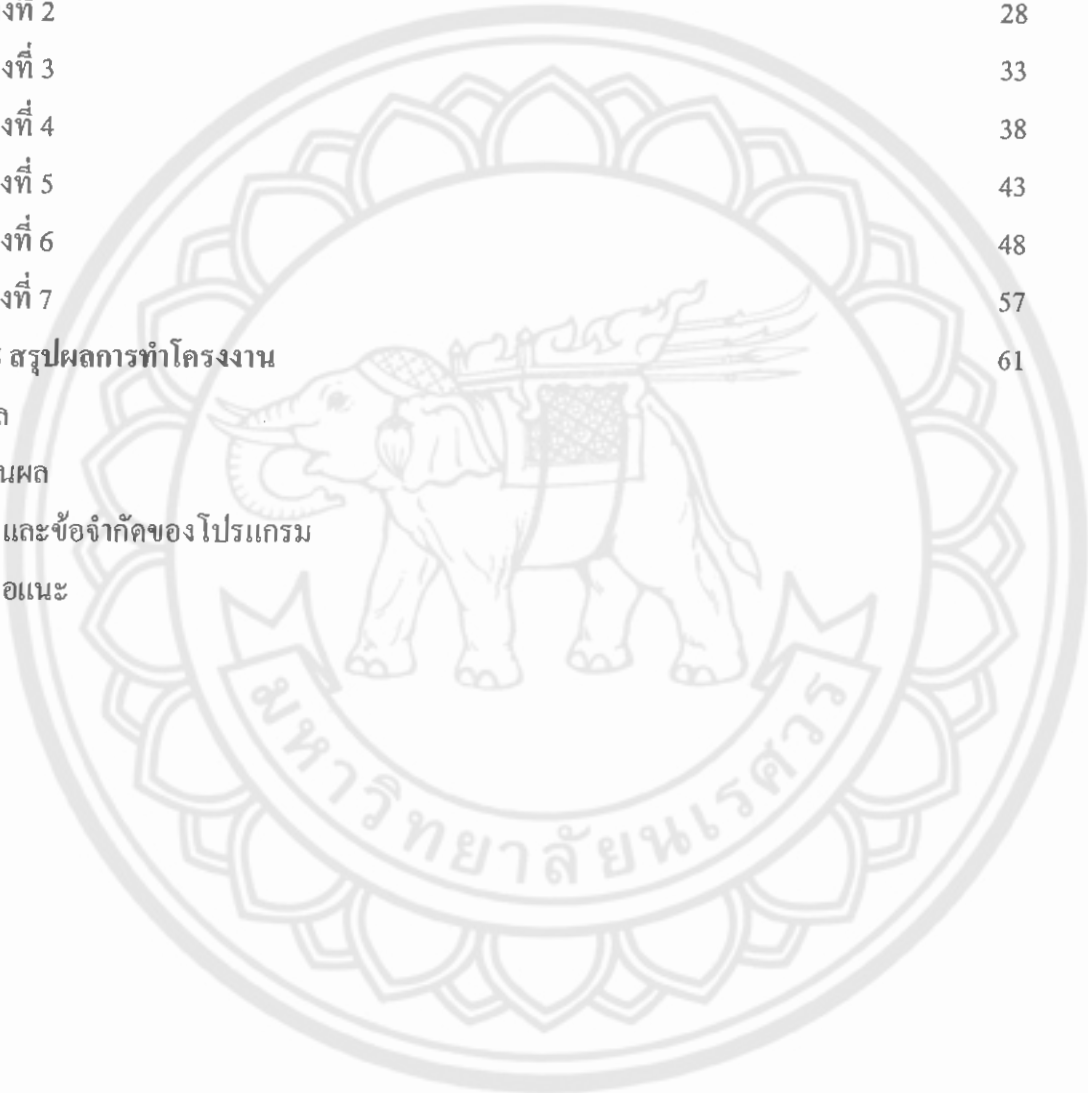 งที่ 2 28
งที่ 3 33
งที่ 4 38
งที่ 5 43
งที่ 6 48
งที่ 7 57
สรุปผลการทำโครงงาน 61
ล
นผล
และข้อจำกัดของโปรแกรม
อแนะ
มหาวิทยาลัยนเรศวร